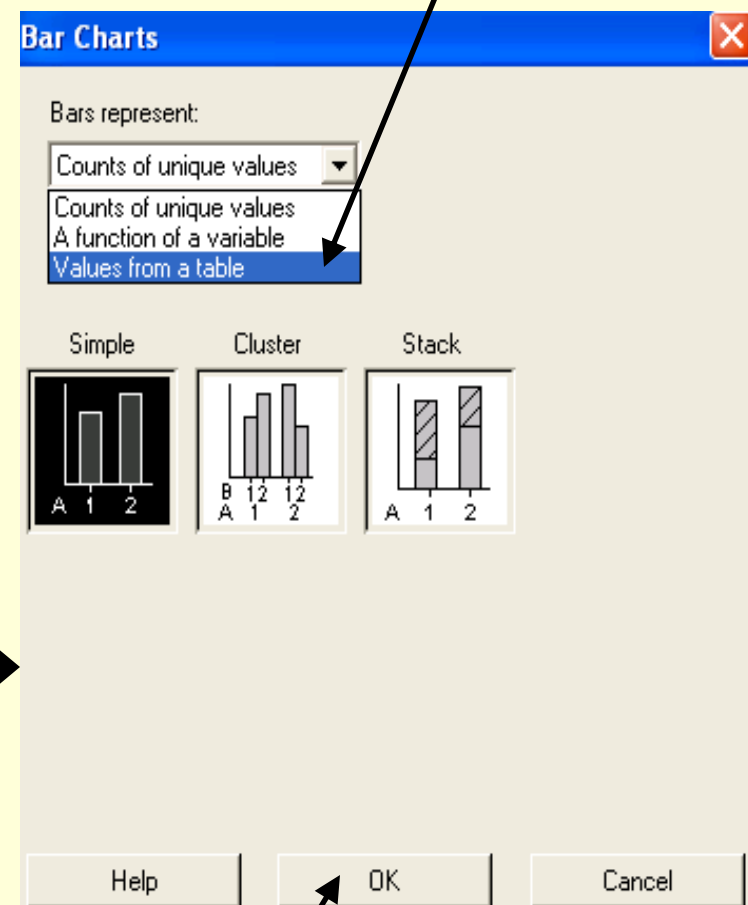 Bar Charts
Bars represent:
Counts of unique values
Counts of unique values
A function of a variable
Values from a table
Simple Cluster Stack
A 1 2
B 12 12
A 1 2
A 1 2
Help OK Cancel